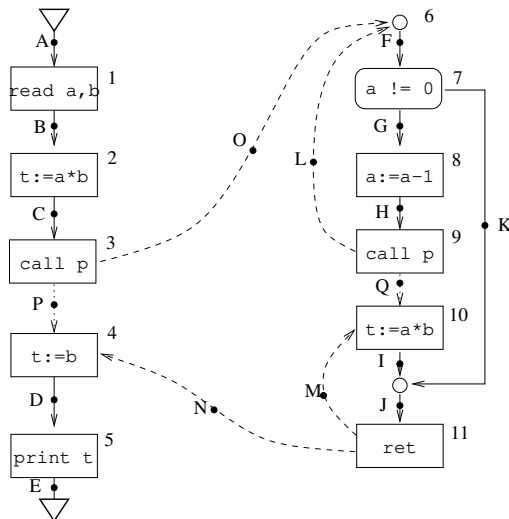 A
1
read a,b
B
2
t:=a*b
C
3
call p
P
4
t:=b
D
5
print t
E
O
L
N
M
6
F
7
a != 0
G
8
a:=a-1
H
9
call p
Q
10
t:=a*b
I
J
K
11
ret